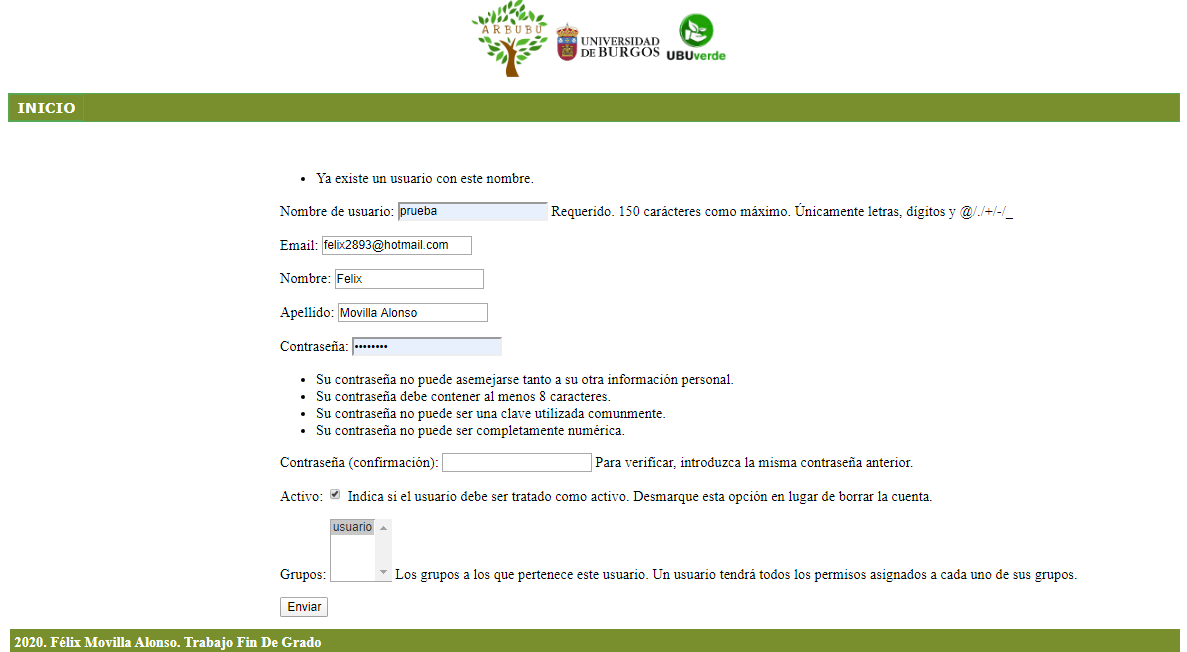 ARBUBU
UNIVERSIDAD
DE BURGOS
UBUverde
INICIO
Ya existe un usuario con este nombre.
Nombre de usuario: prueba Requerido. 150 carácteres como máximo. Únicamente letras, dígitos y @/./+/-/_
Email: felix2893@hotmail.com
Nombre: Felix
Apellido: Movilla Alonso
Contraseña: ••••••••
Su contraseña no puede asemejarse tanto a su otra información personal.
Su contraseña debe contener al menos 8 caracteres.
Su contraseña no puede ser una clave utilizada comunmente.
Su contraseña no puede ser completamente numérica.
Contraseña (confirmación): Para verificar, introduzca la misma contraseña anterior.
Activo: Indica si el usuario debe ser tratado como activo. Desmarque esta opción en lugar de borrar la cuenta.
usuario
Grupos: Los grupos a los que pertenece este usuario. Un usuario tendrá todos los permisos asignados a cada uno de sus grupos.
Enviar
2020. Félix Movilla Alonso. Trabajo Fin De Grado